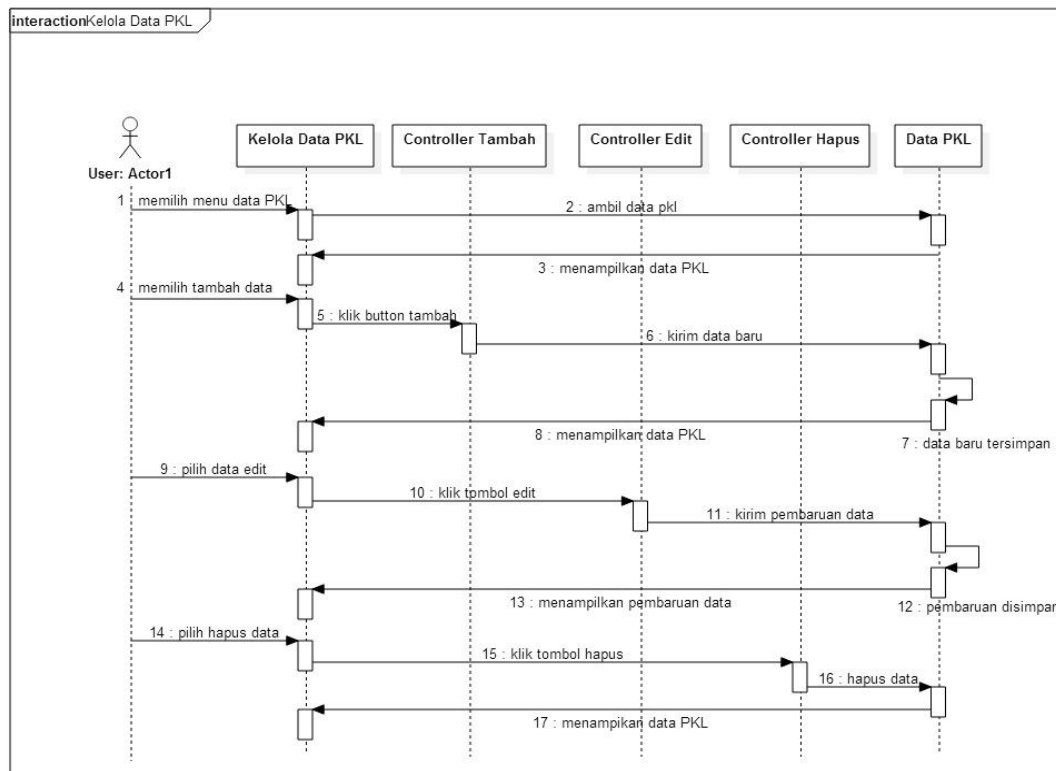 interactionKelola Data PKL
User: Actor1
Kelola Data PKL
Controller Tambah
Controller Edit
Controller Hapus
Data PKL
1 memilih menu data PKL
2 : ambil data pkl
3 : menampilkan data PKL
4 memilih tambah data
5 : klik button tambah
6 : kirim data baru
7 : data baru tersimpan
8 : menampilkan data PKL
9 : pilih data edit
10 : klik tombol edit
11 : kirim pembaruan data
12 : pembaruan disimpan
13 : menampilkan pembaruan data
14 : pilih hapus data
15 : klik tombol hapus
16 : hapus data
17 : menampikan data PKL